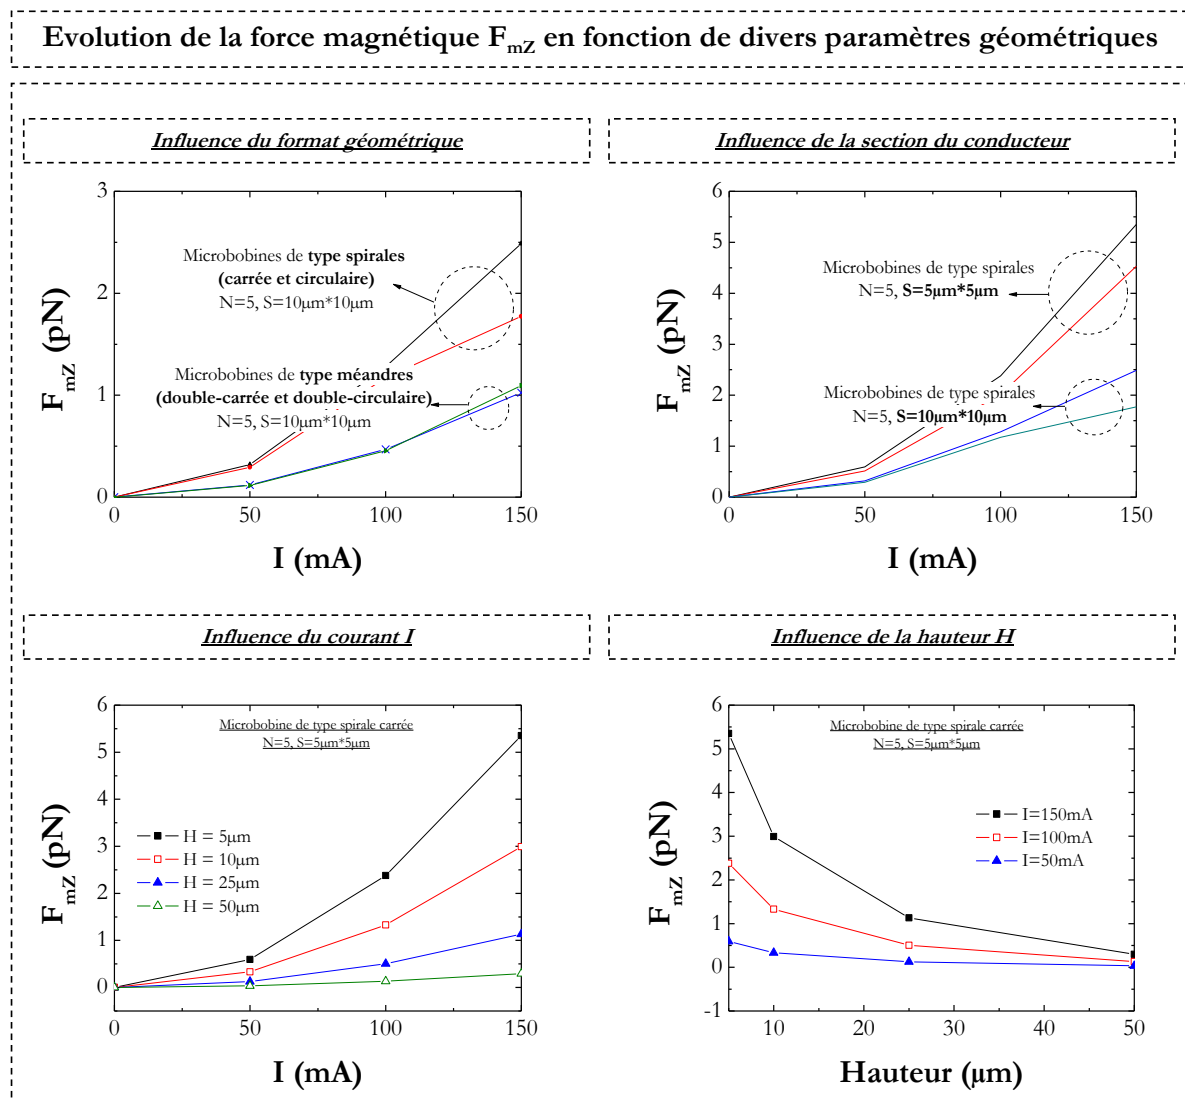 Evolution de la force magnétique FmZ en fonction de divers paramètres géométriques
Influence du format géométrique
3
2
1
0
0
50
100
150
FmZ (pN)
I (mA)
Microbobines de type spirales
(carrée et circulaire)
N=5, S=10µm*10µm
Microbobines de type méandres
(double-carrée et double-circulaire)
N=5, S=10µm*10µm
Influence de la section du conducteur
6
5
4
3
2
1
0
0
50
100
150
FmZ (pN)
I (mA)
Microbobines de type spirales
N=5, S=5µm*5µm
Microbobines de type spirales
N=5, S=10µm*10µm
Influence du courant I
6
5
4
3
2
1
0
0
50
100
150
FmZ (pN)
I (mA)
Microbobine de type spirale carrée
N=5, S=5µm*5µm
H = 5µm
H = 10µm
H = 25µm
H = 50µm
Influence de la hauteur H
6
5
4
3
2
1
0
-1
10
20
30
40
50
FmZ (pN)
Hauteur (µm)
Microbobine de type spirale carrée
N=5, S=5µm*5µm
I=150mA
I=100mA
I=50mA